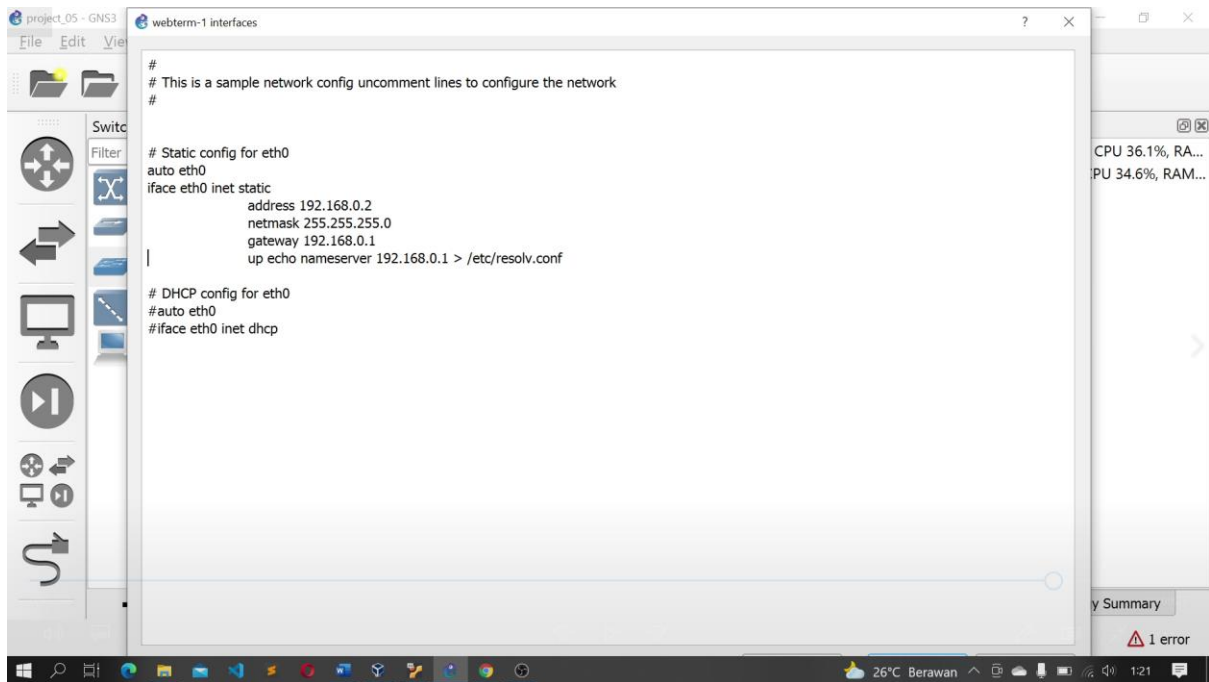 project_05 - GNS3
webterm-1 interfaces
?
File Edit
#
# This is a sample network config uncomment lines to configure the network
#
Filter
CPU 36.1%, RA...
PU 34.6%, RAM...
# Static config for eth0
auto eth0
iface eth0 inet static
address 192.168.0.2
netmask 255.255.255.0
gateway 192.168.0.1
up echo nameserver 192.168.0.1 > /etc/resolv.conf
# DHCP config for eth0
#auto eth0
#iface eth0 inet dhcp
y Summary
1 error
26°C Berawan
1:21